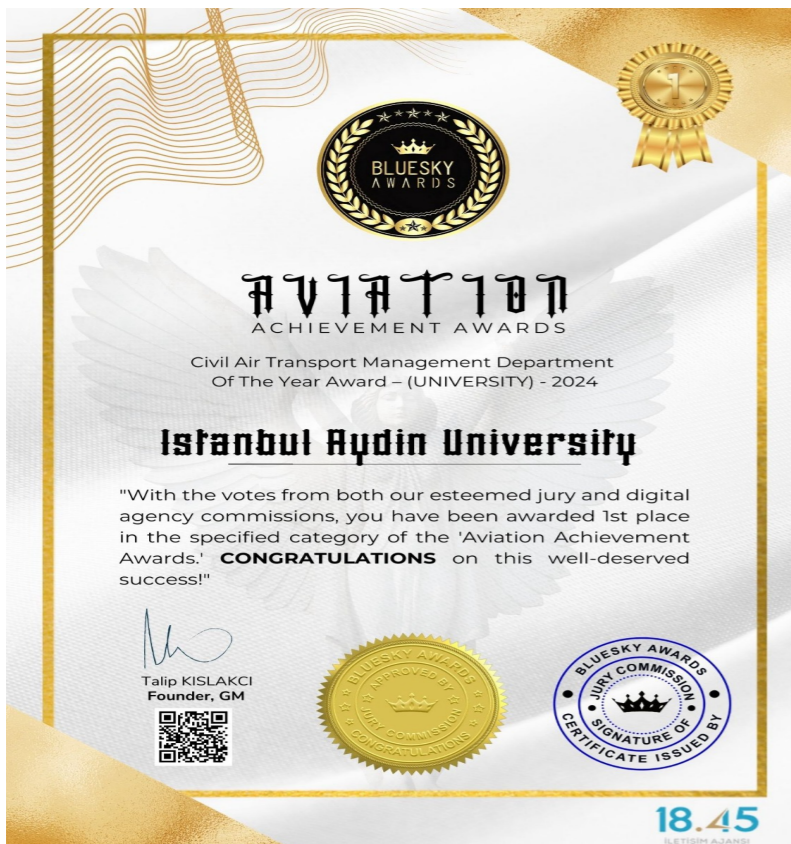 1
BLUESKY
AWARDS
AVIATION
ACHIEVEMENT AWARDS
Civil Air Transport Management Department
Of The Year Award – (UNIVERSITY) - 2024
Istanbul Aydin University
"With the votes from both our esteemed jury and digital
agency commissions, you have been awarded 1st place
in the specified category of the 'Aviation Achievement
Awards.' CONGRATULATIONS on this well-deserved
success!"
Talip KISLAKCI
Founder, GM
BLUESKY AWARDS
APPROVED BY
JURY COMMISSION
CONGRATULATIONS
BLUESKY AWARDS
JURY COMMISSION
SIGNATURE OF
CERTIFICATE ISSUED BY
18.45
İLETİŞİM AJANSI